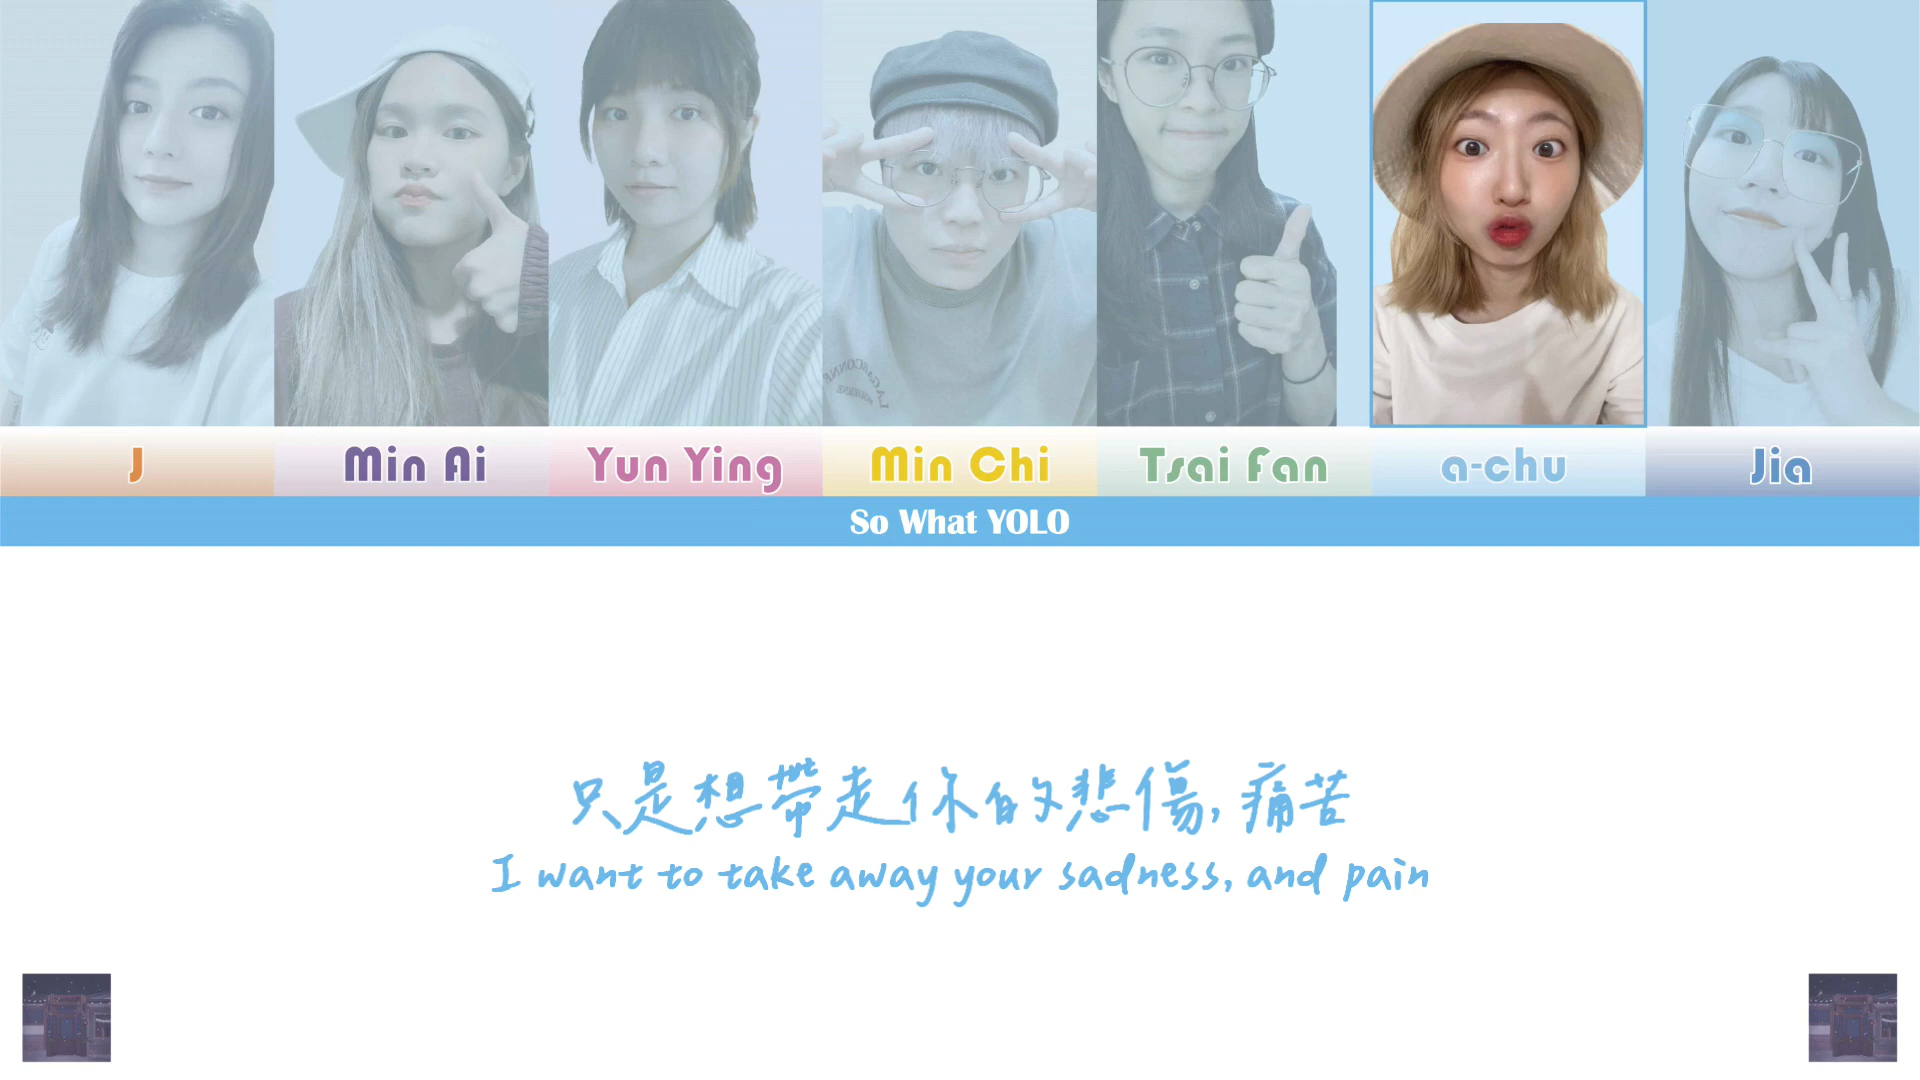 J
Min Ai
Yun Ying
Min Chi
Tsai Fan
a-chu
Jia
So What YOLO
只是想帶走你的悲傷, 痛苦
I want to take away your sadness, and pain